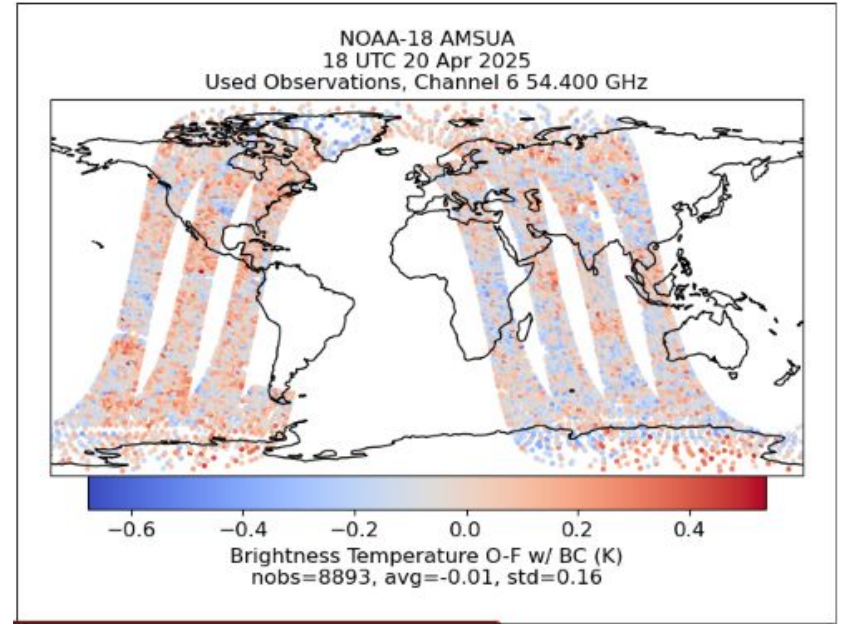 NOAA-18 AMSUA
18 UTC 20 Apr 2025
Used Observations, Channel 6 54.400 GHz
−0.6 −0.4 −0.2 0.0 0.2 0.4
Brightness Temperature O-F w/ BC (K)
nobs=8893, avg=-0.01, std=0.16